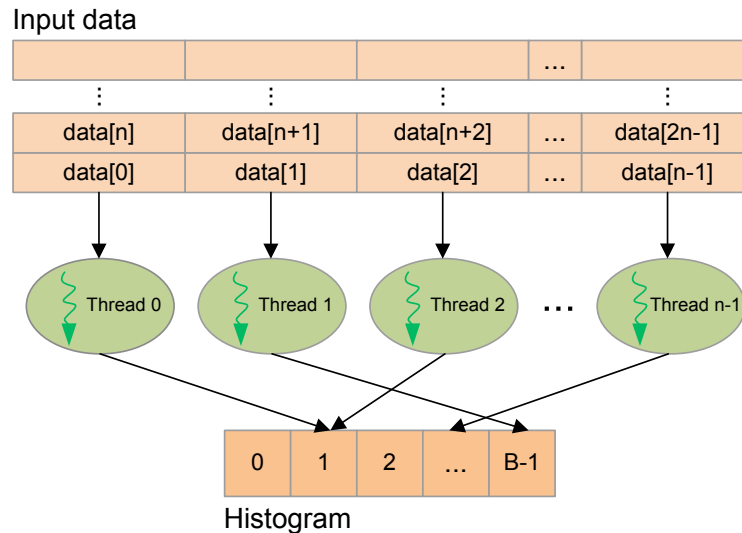 Input data
...
⋮ ⋮ ⋮ ⋮
data[n] data[n+1] data[n+2] ... data[2n-1]
data[0] data[1] data[2] ... data[n-1]
Thread 0 Thread 1 Thread 2 ... Thread n-1
0 1 2 ... B-1
Histogram